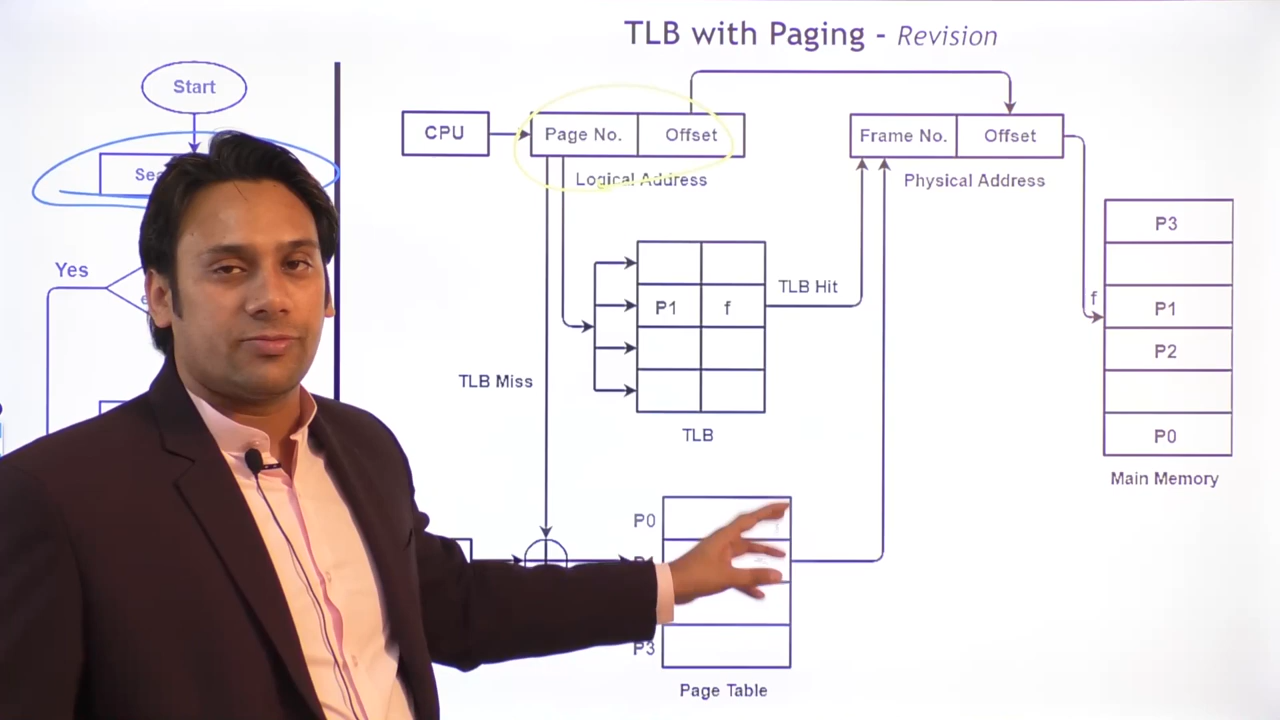 TLB with Paging - Revision
Start
CPU
Page No.
Offset
Logical Address
Frame No.
Offset
Physical Address
Yes
P1
f
TLB Hit
TLB Miss
TLB
P3
f
P1
P2
P0
Main Memory
P0
P3
Page Table